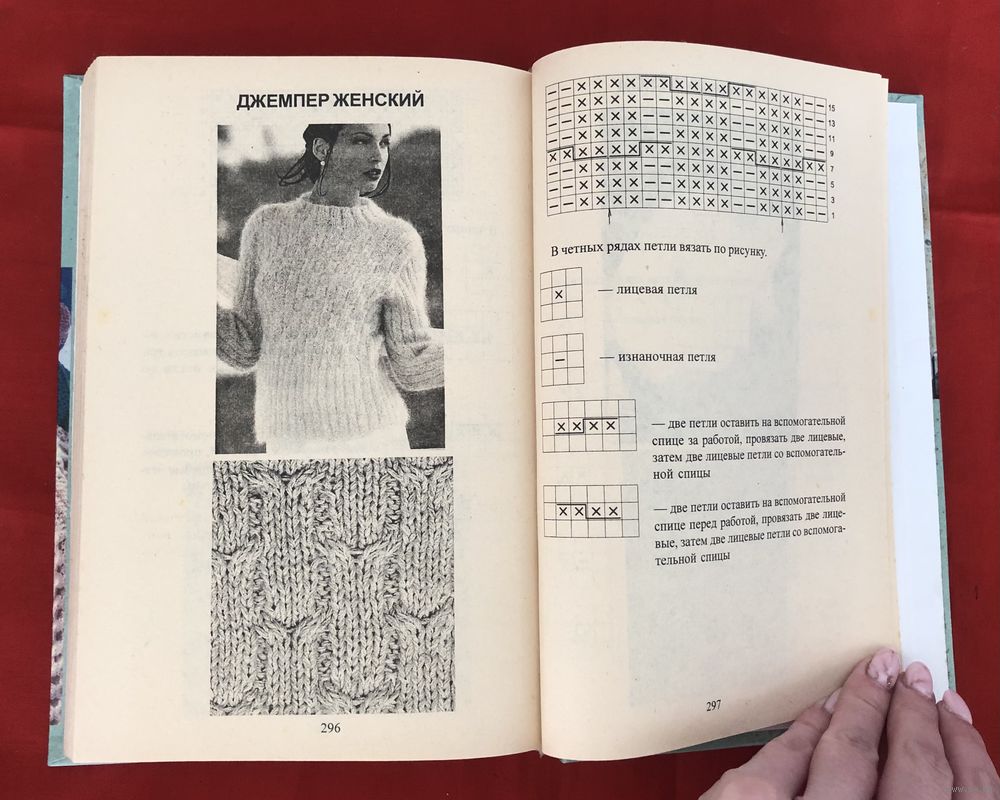 ДЖЕМПЕР ЖЕНСКИЙ
296
15
13
11
9
7
5
3
1
В четных рядах петли вязать по рисунку.
— лицевая петля
— изнаночная петля
— две петли оставить на вспомогательной
спице за работой, провязать две лицевые,
затем две лицевые петли со вспомогатель-
ной спицы
— две петли оставить на вспомогательной
спице перед работой, провязать две лице-
вые, затем две лицевые петли со вспомога-
тельной спицы
297